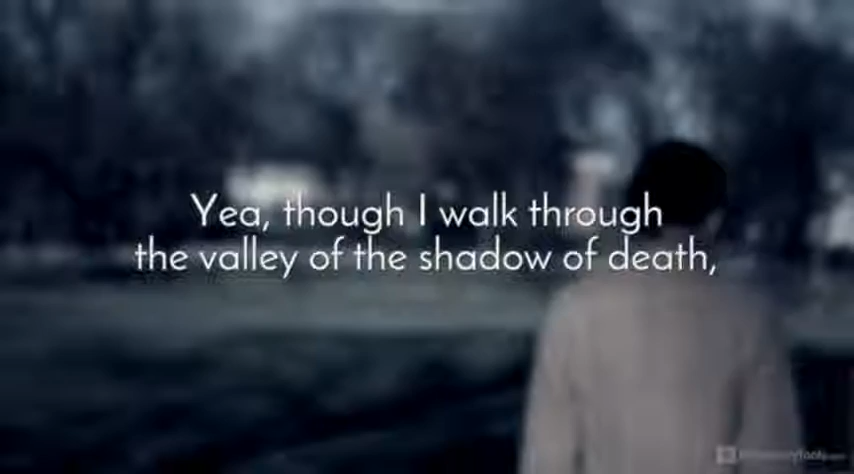 Yea, though I walk through
the valley of the shadow of death,